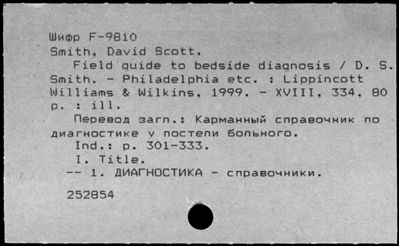 Шифр F-9810
Smith, David Scott.
Field guide to bedside diagnosis / D. S.
Smith. - Philadelphia etc. : Lippincott
Williams & Wilkins, 1999. - XVIII, 334, 80
p. : ill.
Перевод загл.: Карманный справочник по
диагностике у постели больного.
Ind.: p. 301-333.
I. Title.
-- 1. ДИАГНОСТИКА - справочники.
252854